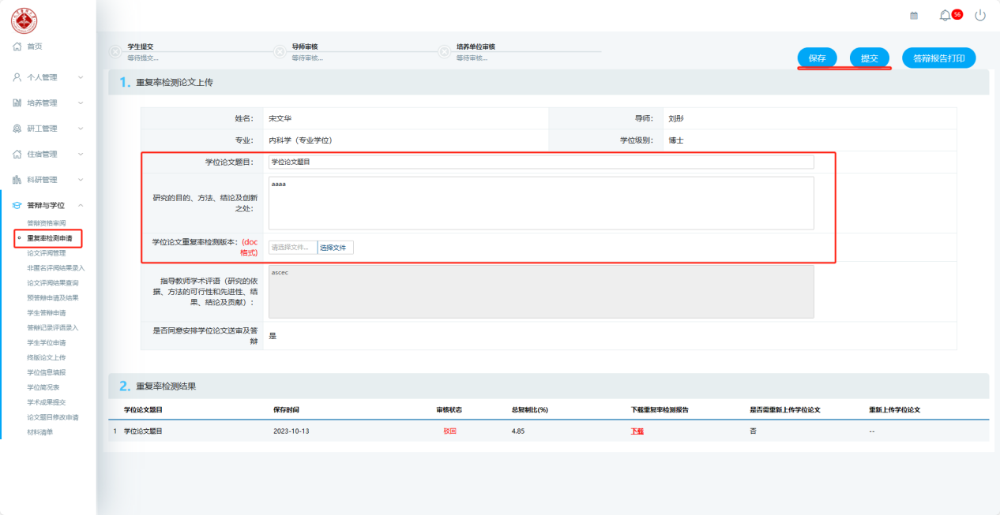 56
首页
个人管理
培养管理
研工管理
住宿管理
科研管理
答辩与学位
答辩资格审阅
重复率检测申请
论文评阅管理
非匿名评阅结果录入
论文评阅结果查询
预答辩申请及结果
学生答辩申请
答辩记录评语录入
学生学位申请
终版论文上传
学位信息填报
学位简况表
学术成果提交
论文题目修改申请
材料清单
学生提交
等待提交...
导师审核
等待审核...
培养单位审核
等待审核...
保存 提交 答辩报告打印
1. 重复率检测论文上传
姓名： 宋文华 导师： 刘彤
专业： 内科学（专业学位） 学位级别： 博士
学位论文题目： 学位论文题目
研究的目的、方法、结论及创新
之处：
aaaa
学位论文重复率检测版本：(doc
格式)
请选择文件... 选择文件
指导教师学术评语（研究的依
据、方法的可行性和先进性、结
果、结论及贡献）：
ascec
是否同意安排学位论文送审及答
辩
是
2. 重复率检测结果
学位论文题目 保存时间 审核状态 总复制比(%) 下载重复率检测报告 是否需重新上传学位论文 重新上传学位论文
1 学位论文题目 2023-10-13 驳回 4.85 下载 否 --